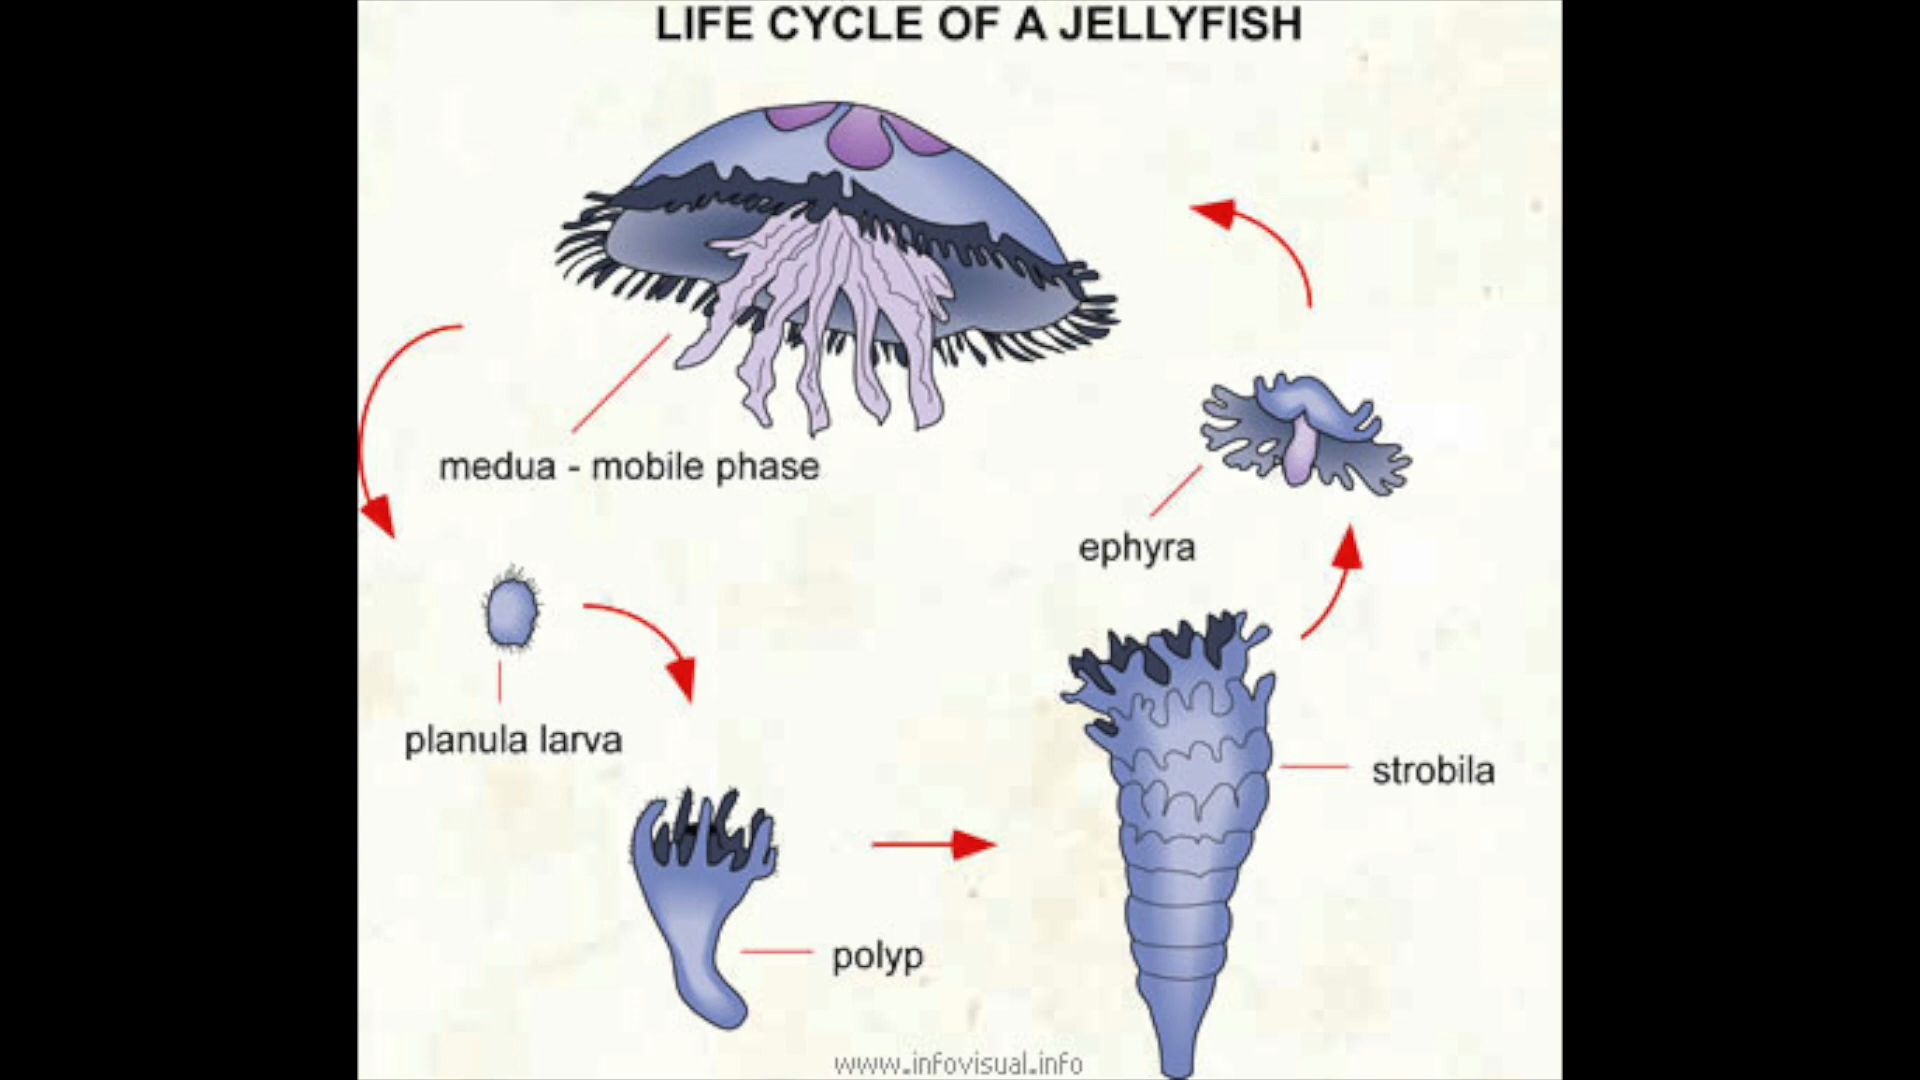 LIFE CYCLE OF A JELLYFISH
medua - mobile phase
ephyra
planula larva
strobila
polyp
www.infovisual.info